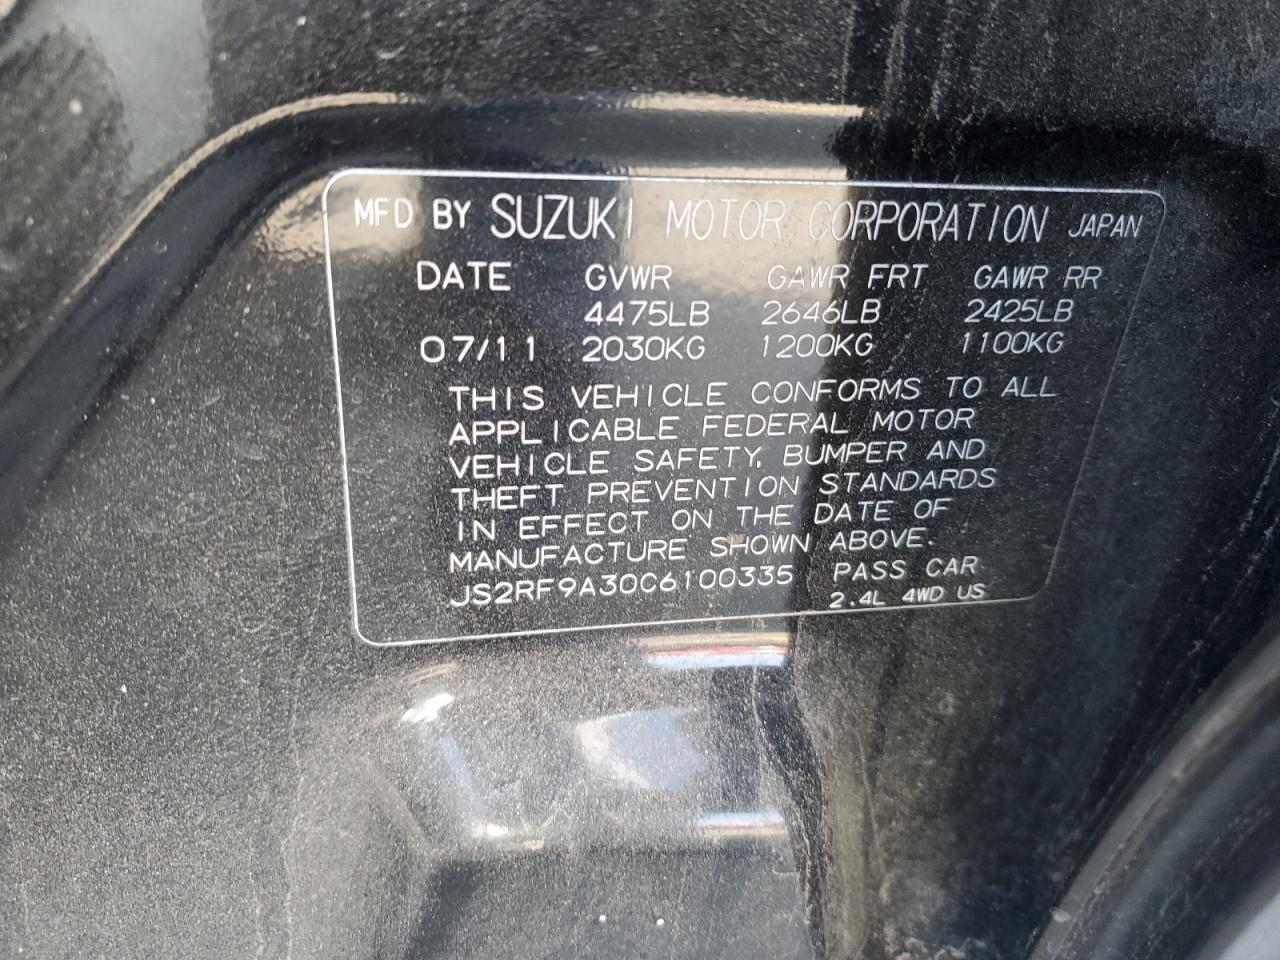 MFD BY SUZUKI MOTOR CORPORATION JAPAN
DATE GVWR GAWR FRT GAWR RR
4475LB 2646LB 2425LB
07/11 2030KG 1200KG 1100KG
THIS VEHICLE CONFORMS TO ALL
APPLICABLE FEDERAL MOTOR
VEHICLE SAFETY, BUMPER AND
THEFT PREVENTION STANDARDS
IN EFFECT ON THE DATE OF
MANUFACTURE SHOWN ABOVE.
JS2RF9A30C6100335 PASS CAR
2.4L 4WD US